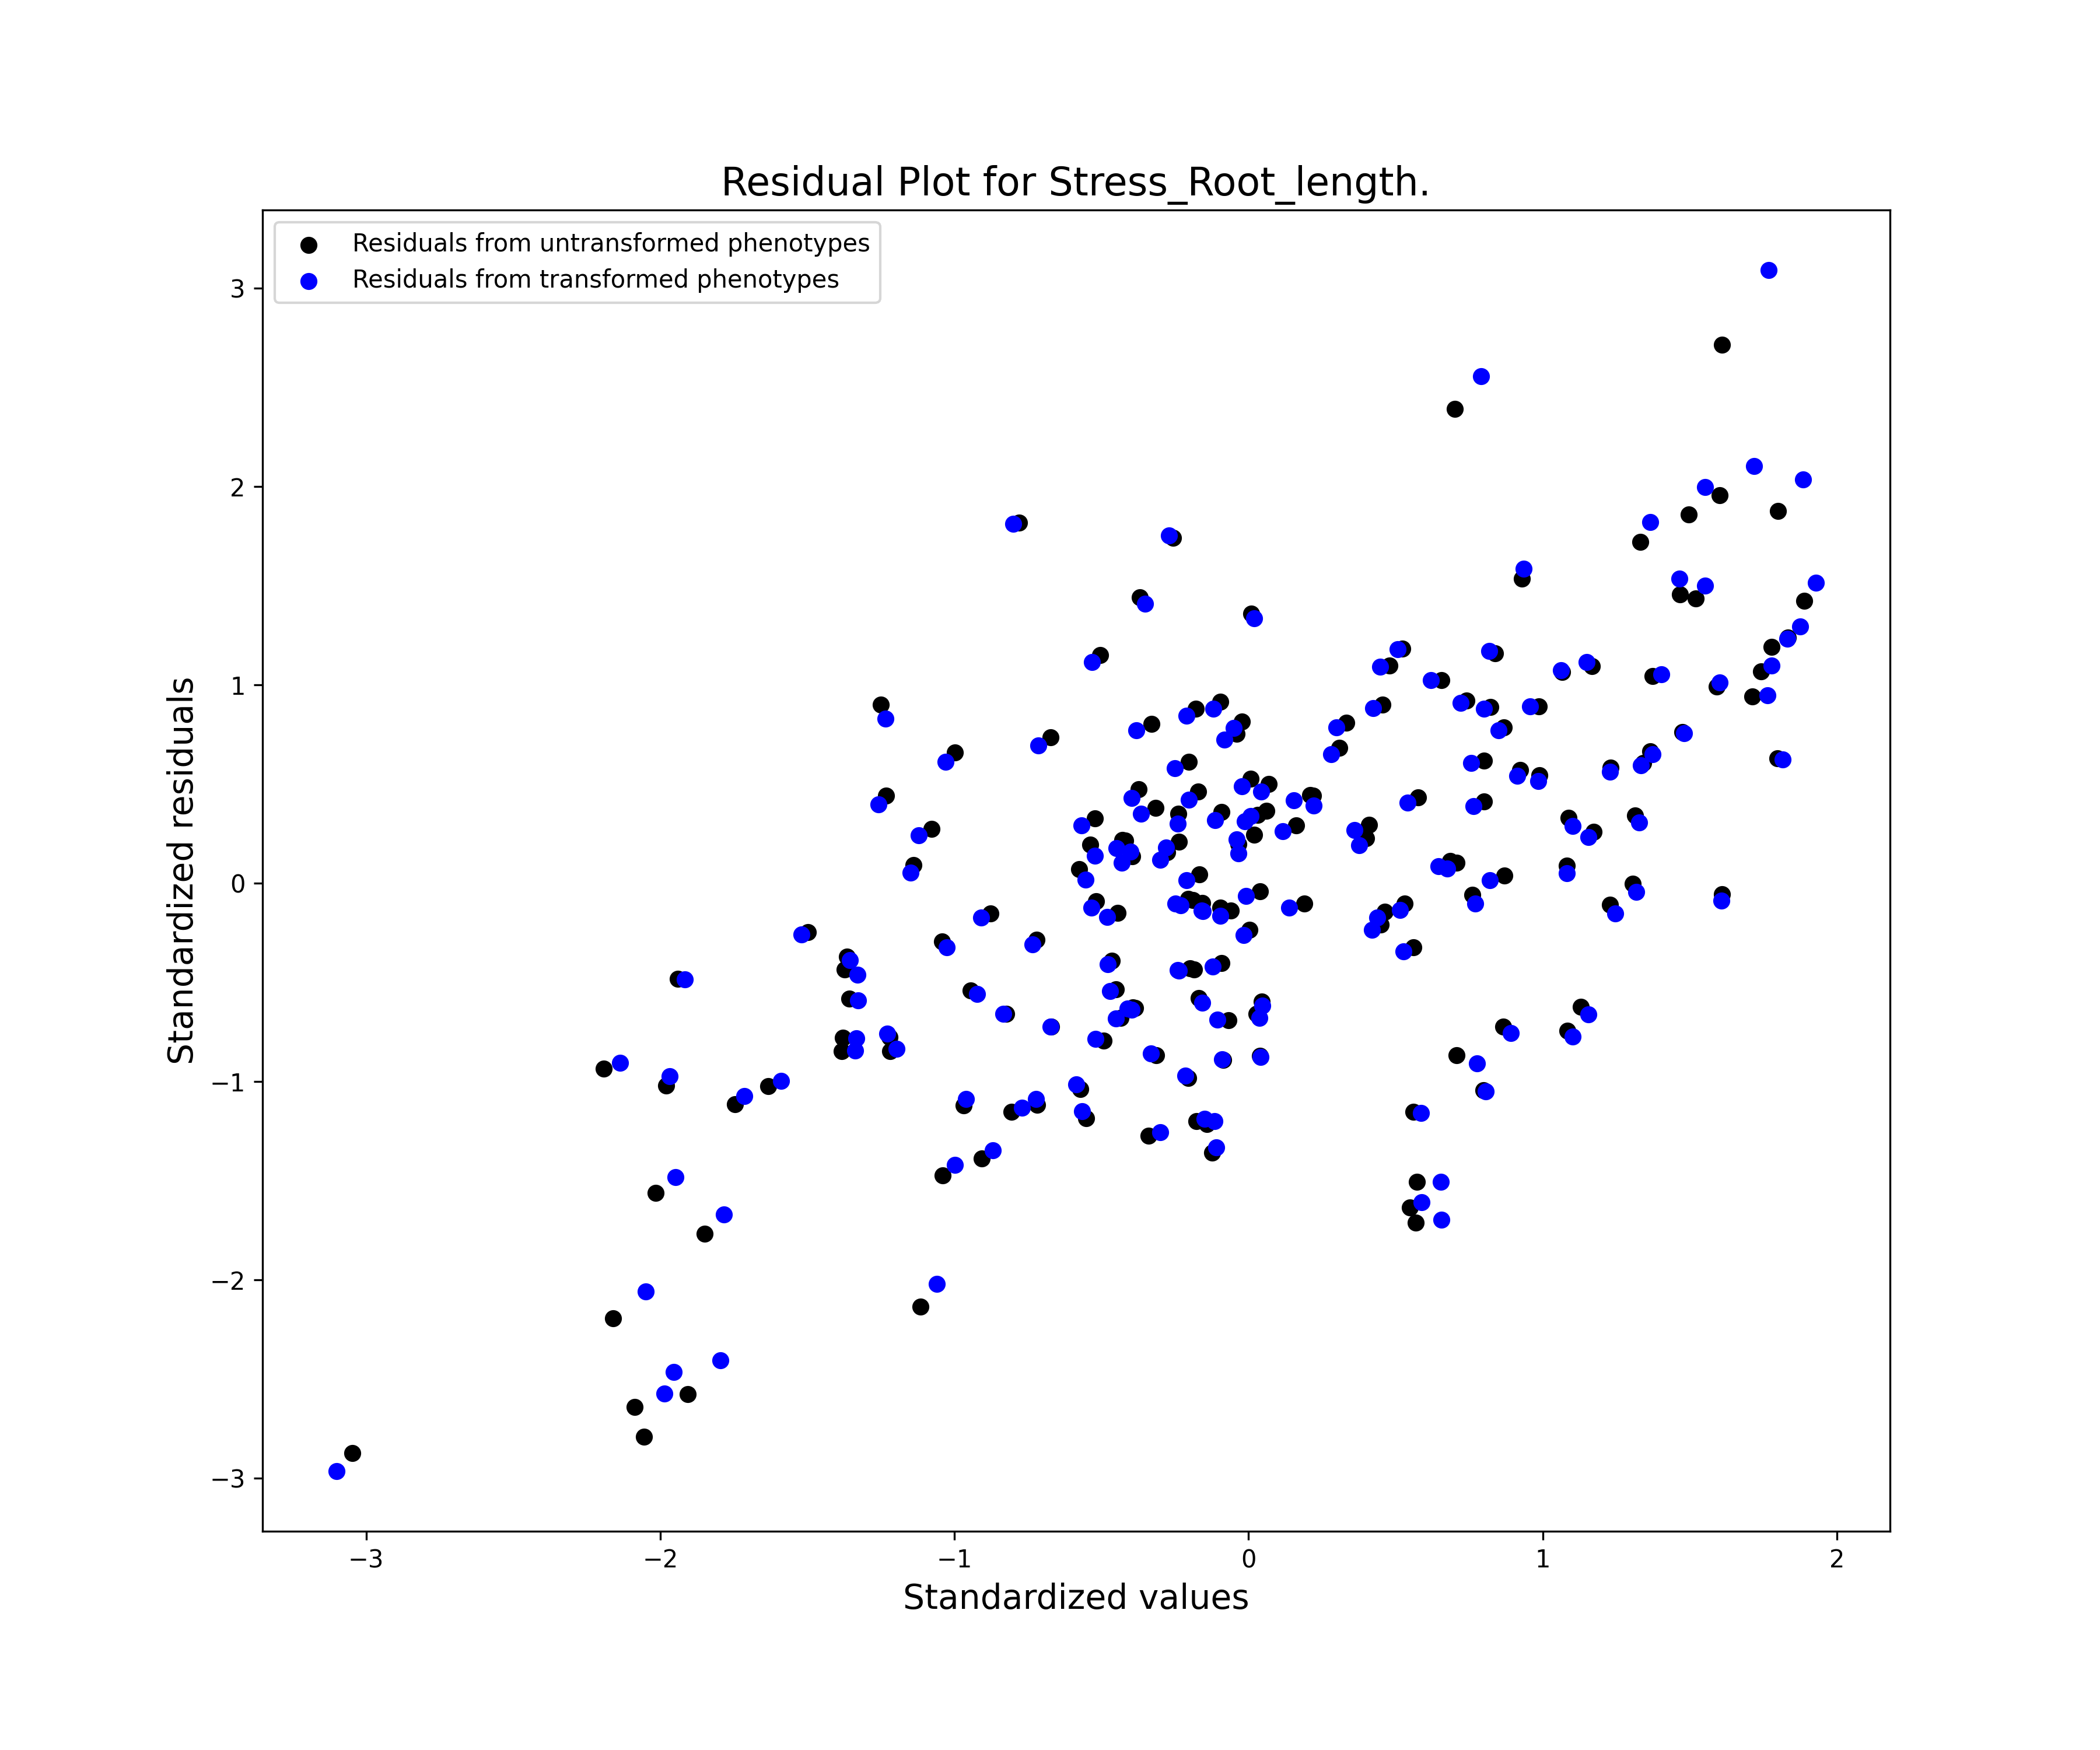 Residual Plot for Stress_Root_length.
Residuals from untransformed phenotypes
Residuals from transformed phenotypes
Standardized residuals
3
2
1
0
−1
−2
−3
−3 −2 −1 0 1 2
Standardized values